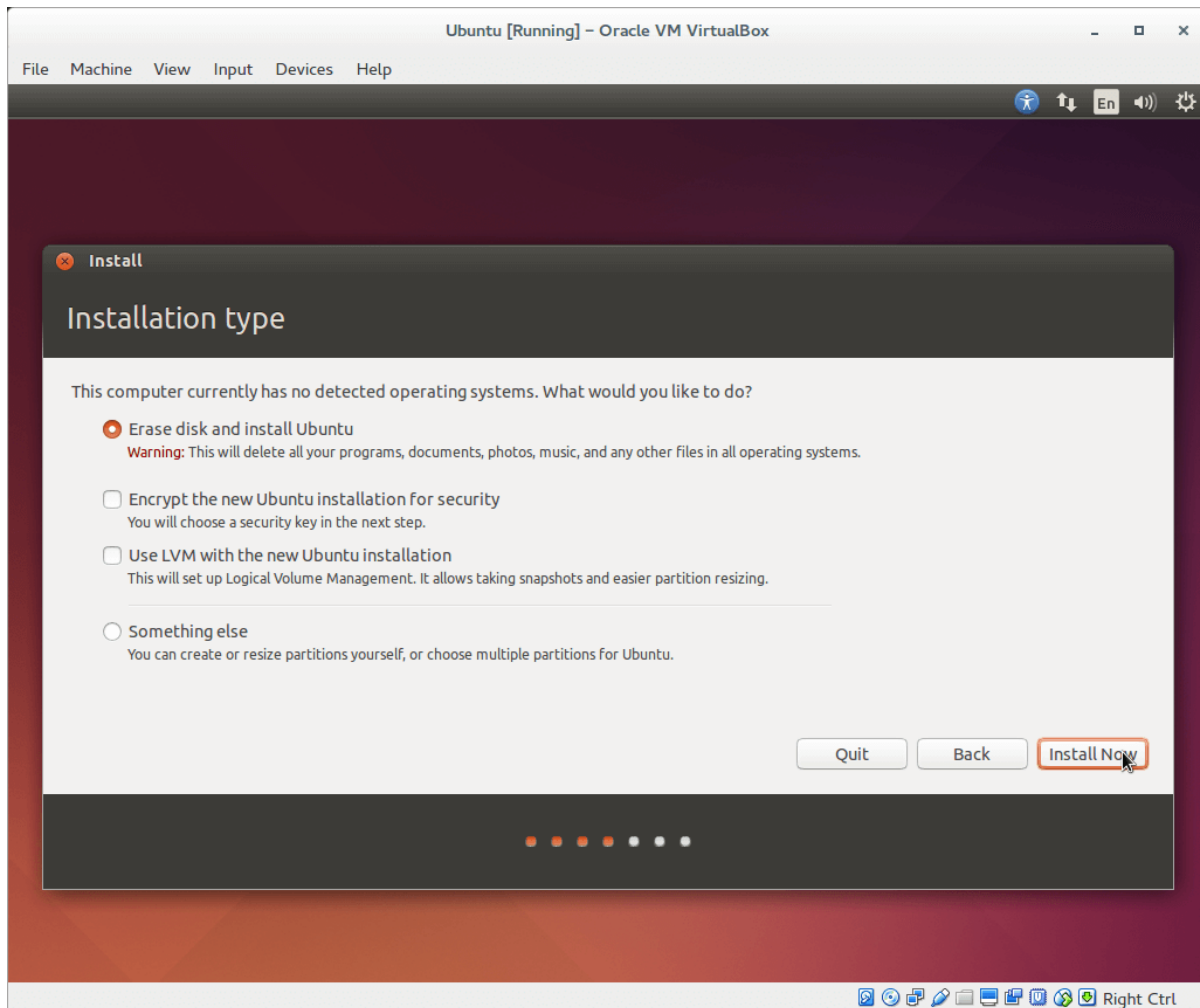 Ubuntu [Running] – Oracle VM VirtualBox
File Machine View Input Devices Help
En
Install
Installation type
This computer currently has no detected operating systems. What would you like to do?
Erase disk and install Ubuntu
Warning: This will delete all your programs, documents, photos, music, and any other files in all operating systems.
Encrypt the new Ubuntu installation for security
You will choose a security key in the next step.
Use LVM with the new Ubuntu installation
This will set up Logical Volume Management. It allows taking snapshots and easier partition resizing.
Something else
You can create or resize partitions yourself, or choose multiple partitions for Ubuntu.
Quit Back Install Now
Right Ctrl